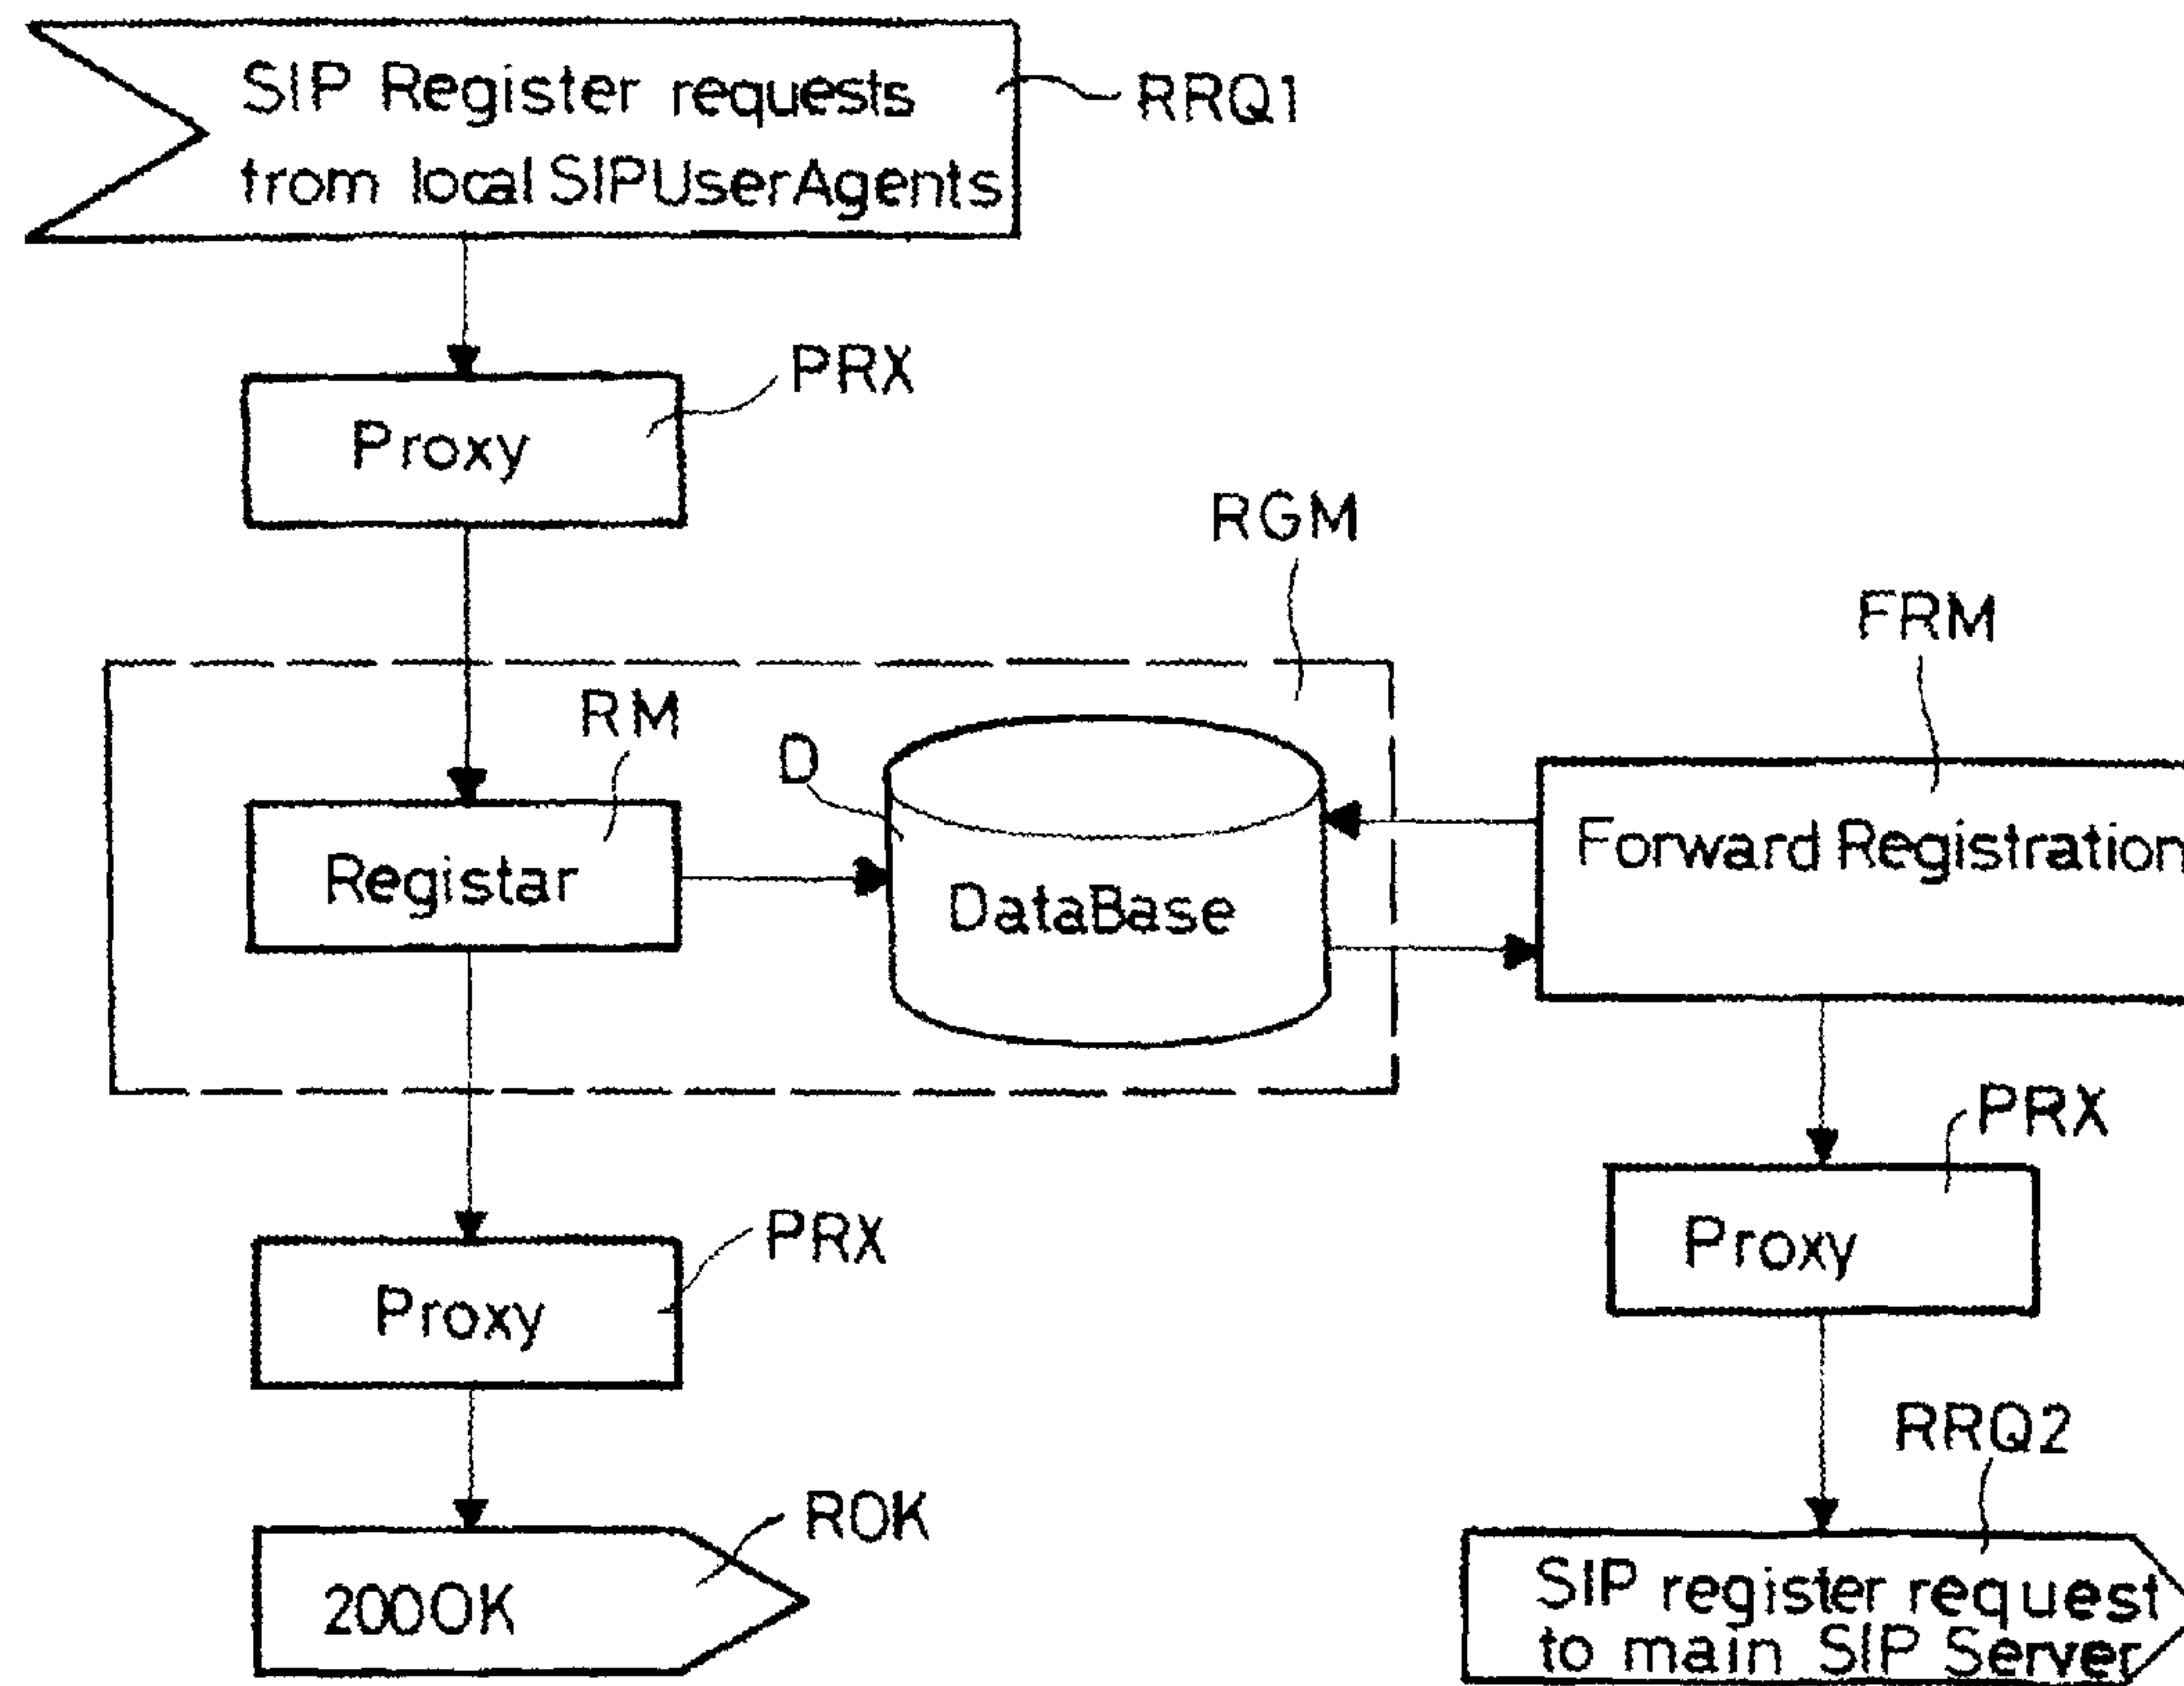 SIP Register requests
from local SIPUserAgents
RRQ1
PRX
Proxy
RGM
FRM
RM
D
Registar
DataBase
Forward Registration
PRX
Proxy
PRX
Proxy
RRQ2
ROK
200OK
SIP register request
to main SIP Server